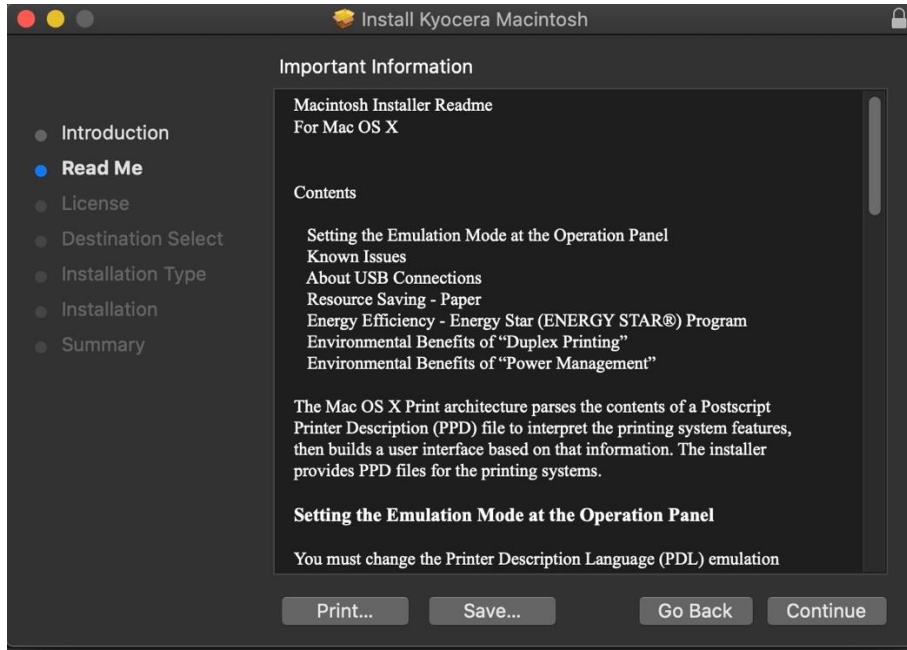 Install Kyocera Macintosh
Important Information
Introduction
Read Me
License
Destination Select
Installation Type
Installation
Summary
Macintosh Installer Readme
For Mac OS X
Contents
Setting the Emulation Mode at the Operation Panel
Known Issues
About USB Connections
Resource Saving - Paper
Energy Efficiency - Energy Star (ENERGY STAR®) Program
Environmental Benefits of “Duplex Printing”
Environmental Benefits of “Power Management”
The Mac OS X Print architecture parses the contents of a Postscript
Printer Description (PPD) file to interpret the printing system features,
then builds a user interface based on that information. The installer
provides PPD files for the printing systems.
Setting the Emulation Mode at the Operation Panel
You must change the Printer Description Language (PDL) emulation
Print...
Save...
Go Back
Continue